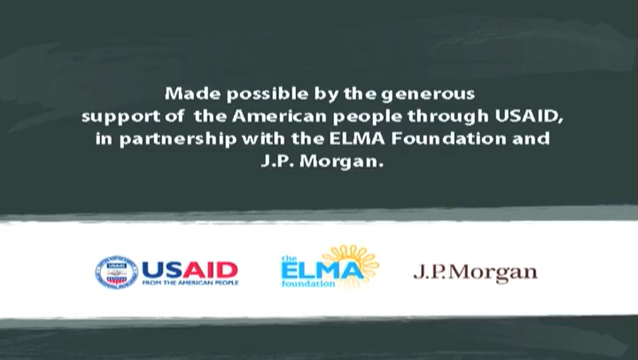 Made possible by the generous
support of the American people through USAID,
in partnership with the ELMA Foundation and
J.P. Morgan.
USAID
FROM THE AMERICAN PEOPLE
the
ELMA
foundation
J.P.Morgan